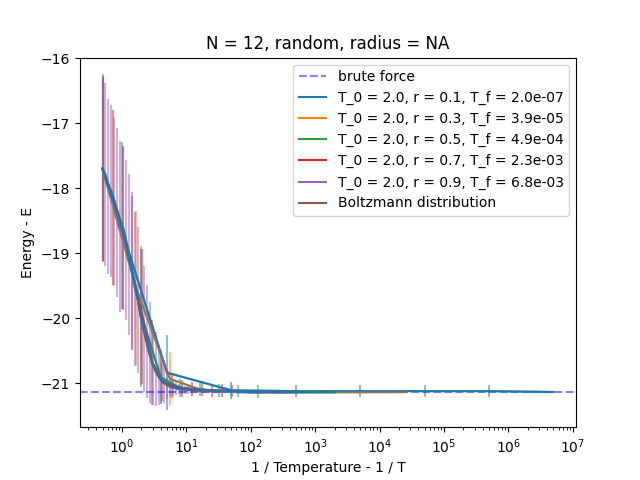 N = 12, random, radius = NA
Energy - E
−16
−17
−18
−19
−20
−21
brute force
T_0 = 2.0, r = 0.1, T_f = 2.0e-07
T_0 = 2.0, r = 0.3, T_f = 3.9e-05
T_0 = 2.0, r = 0.5, T_f = 4.9e-04
T_0 = 2.0, r = 0.7, T_f = 2.3e-03
T_0 = 2.0, r = 0.9, T_f = 6.8e-03
Boltzmann distribution
10⁰ 10¹ 10² 10³ 10⁴ 10⁵ 10⁶ 10⁷
1 / Temperature - 1 / T